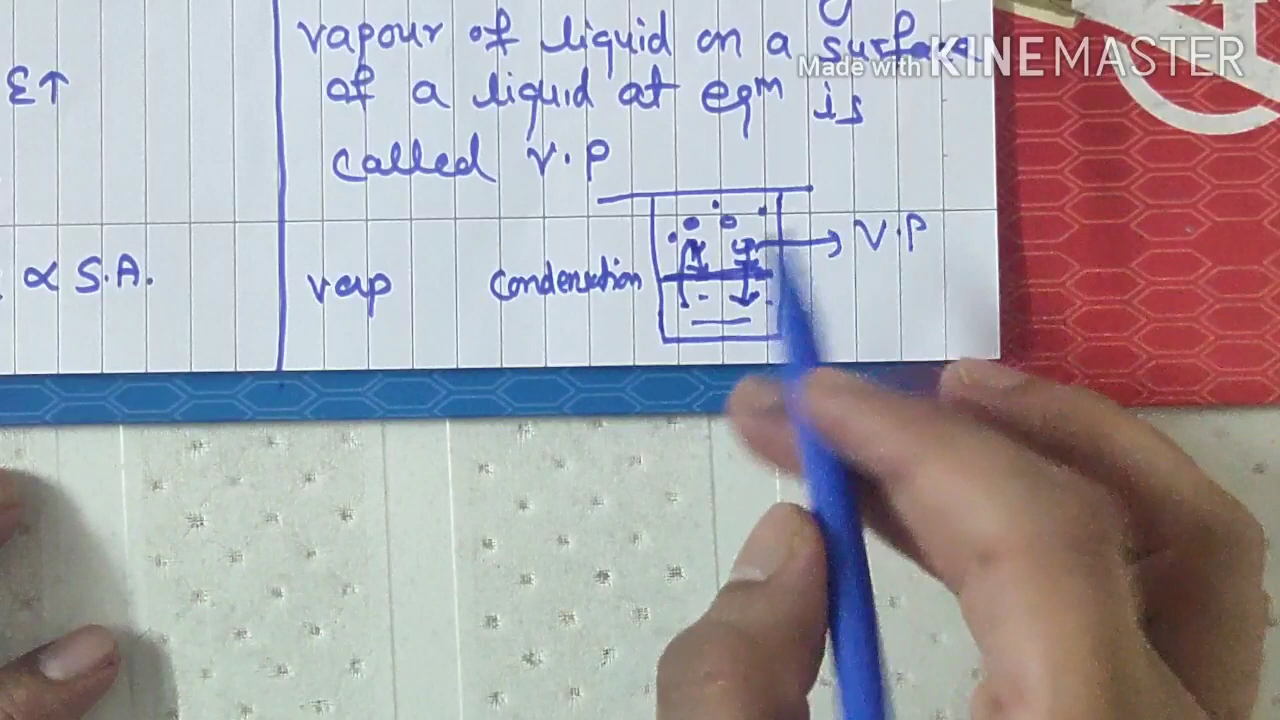 vapour of liquid on a surface
Made with KINEMASTER
ε↑
of a liquid at eqm is
called V.P
V.P
∝ S.A.
vap
Condensation